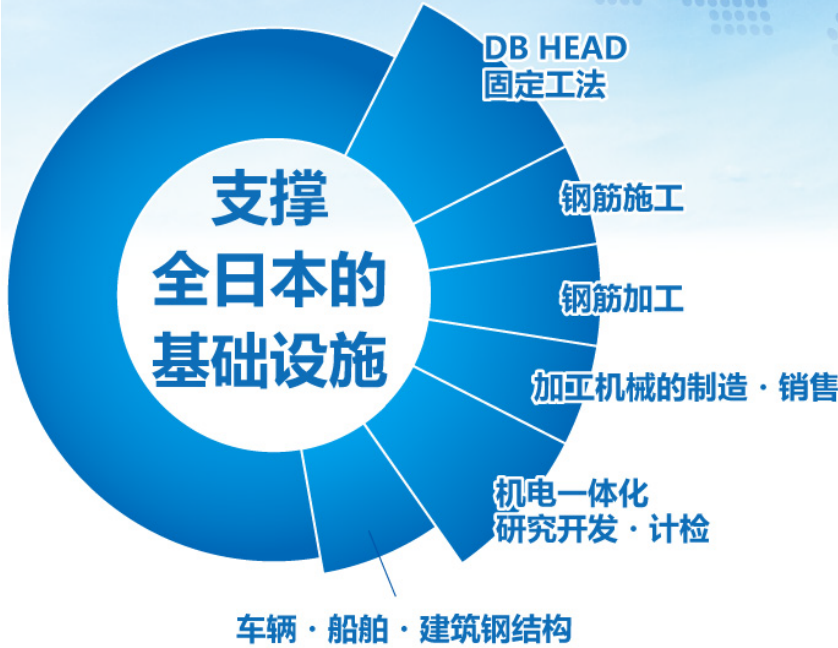 支撑
全日本的
基础设施
DB HEAD
固定工法
钢筋施工
钢筋加工
加工机械的制造·销售
机电一体化
研究开发·计检
车辆·船舶·建筑钢结构